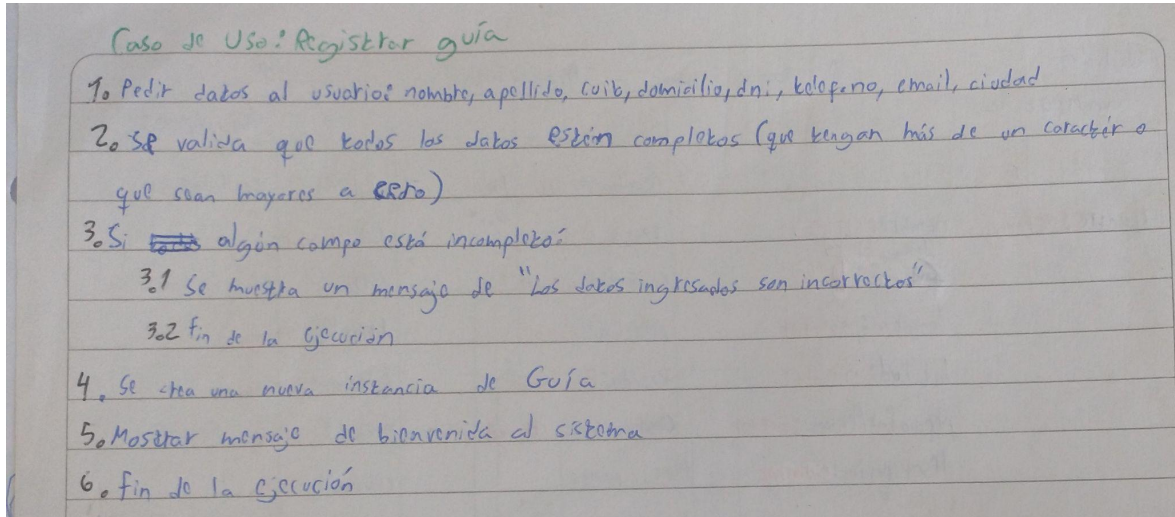 Caso de Uso: Registrar guía
1. Pedir datos al usuario: nombre, apellido, cuit, domicilio, dni, telefono, email, ciudad
2. Se valida que todos los datos estén completos (que tengan más de un caractér o
que sean mayores a cero)
3. Si algún campo está incompleto:
3.1 Se muestra un mensaje de "Los datos ingresados son incorrectos"
3.2 fin de la ejecución
4. Se crea una nueva instancia de Guía
5. Mostrar mensaje de bienvenida al sistema
6. fin de la ejecución